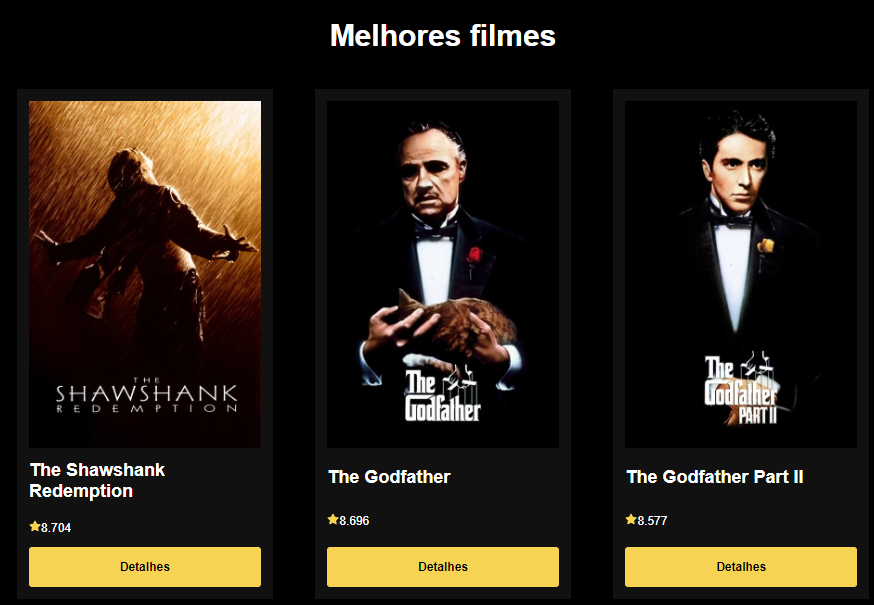 Melhores filmes
THE
SHAWSHANK
REDEMPTION
The Shawshank
Redemption
8.704
Detalhes
The
Godfather
The Godfather
8.696
Detalhes
The
Godfather
PART II
The Godfather Part II
8.577
Detalhes